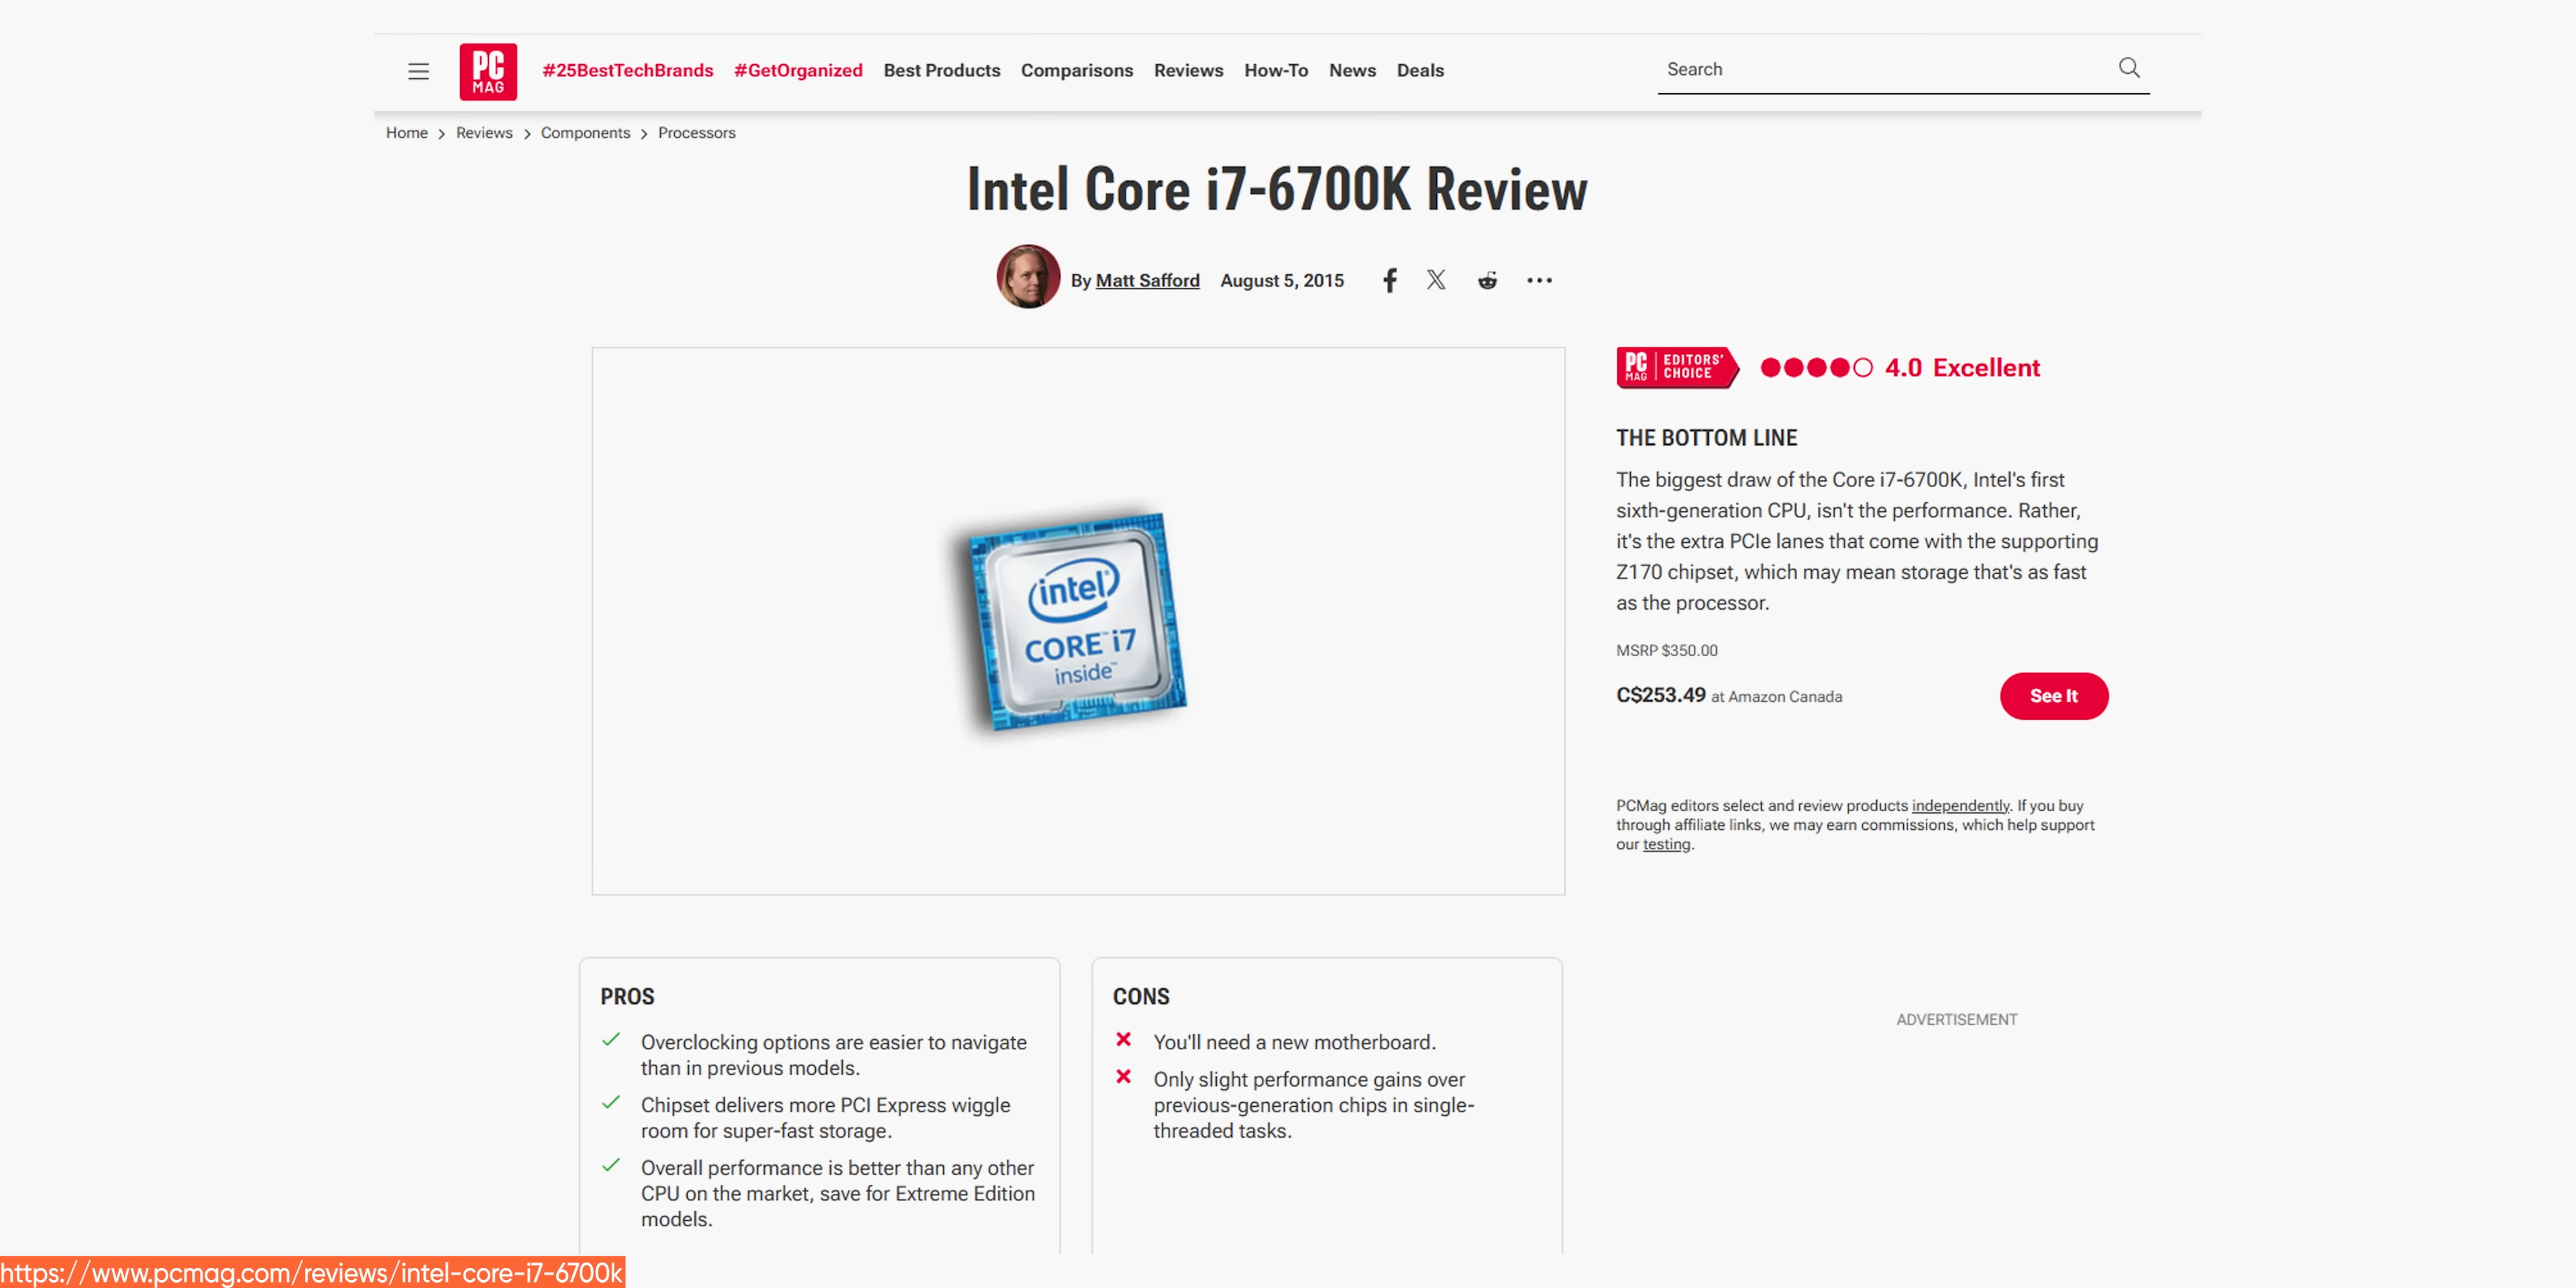 PC
MAG
#25BestTechBrands #GetOrganized Best Products Comparisons Reviews How-To News Deals
Search
Home > Reviews > Components > Processors
Intel Core i7-6700K Review
By Matt Safford August 5, 2015
intel®
CORE™ i7
inside™
PC MAG EDITORS' CHOICE 4.0 Excellent
THE BOTTOM LINE
The biggest draw of the Core i7-6700K, Intel's first
sixth-generation CPU, isn't the performance. Rather,
it's the extra PCIe lanes that come with the supporting
Z170 chipset, which may mean storage that's as fast
as the processor.
MSRP $350.00
C$253.49 at Amazon Canada
See It
PCMag editors select and review products independently. If you buy
through affiliate links, we may earn commissions, which help support
our testing.
PROS
Overclocking options are easier to navigate
than in previous models.
Chipset delivers more PCI Express wiggle
room for super-fast storage.
Overall performance is better than any other
CPU on the market, save for Extreme Edition
models.
CONS
You'll need a new motherboard.
Only slight performance gains over
previous-generation chips in single-
threaded tasks.
ADVERTISEMENT
https://www.pcmag.com/reviews/intel-core-i7-6700k